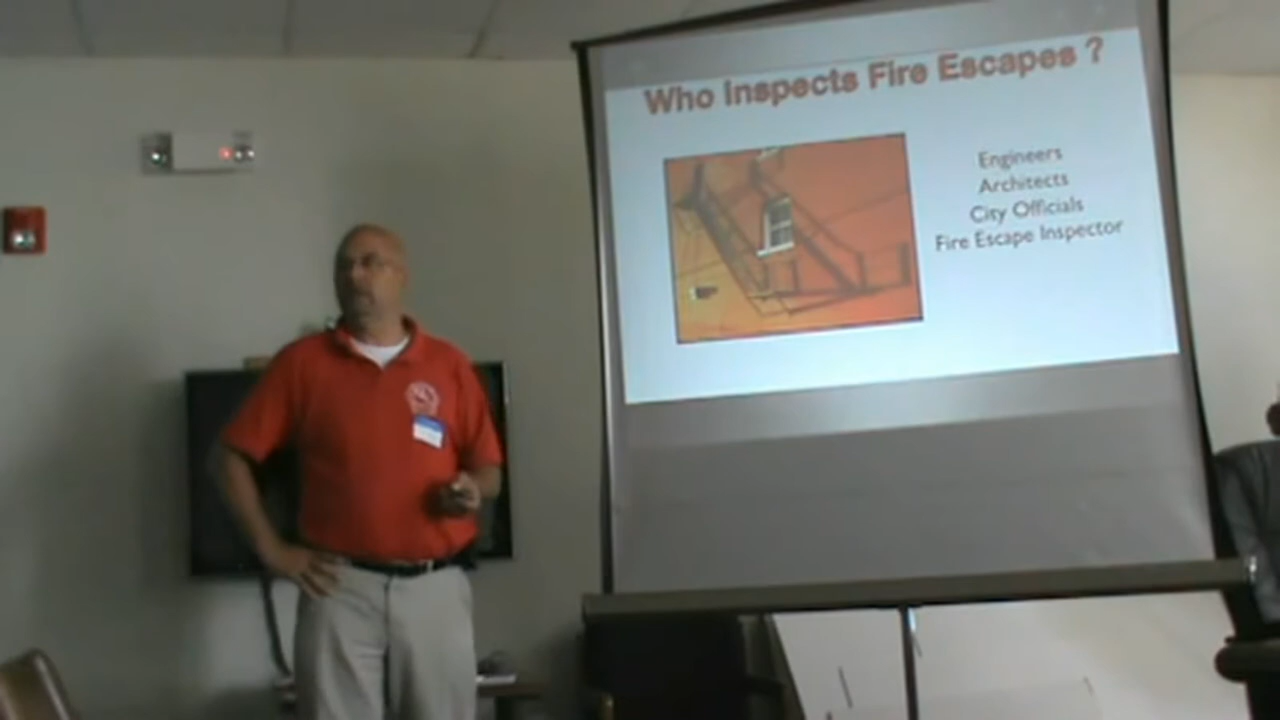 Who Inspects Fire Escapes ?
Engineers
Architects
City Officials
Fire Escape Inspector